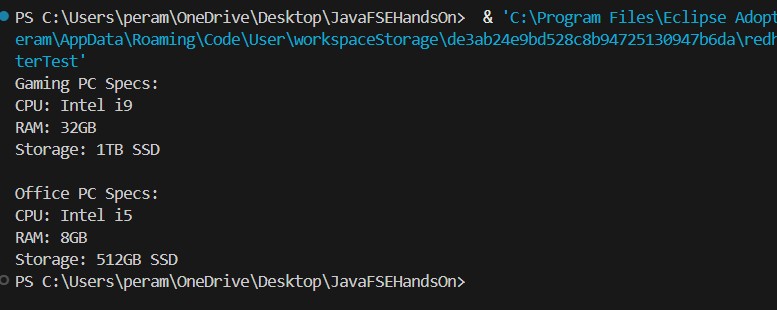 PS C:\Users\peram\OneDrive\Desktop\JavaFSEHandsOn>  & 'C:\Program Files\Eclipse Adopt
eram\AppData\Roaming\Code\User\workspaceStorage\de3ab24e9bd528c8b94725130947b6da\redh
terTest'
Gaming PC Specs:
CPU: Intel i9
RAM: 32GB
Storage: 1TB SSD

Office PC Specs:
CPU: Intel i5
RAM: 8GB
Storage: 512GB SSD
PS C:\Users\peram\OneDrive\Desktop\JavaFSEHandsOn>